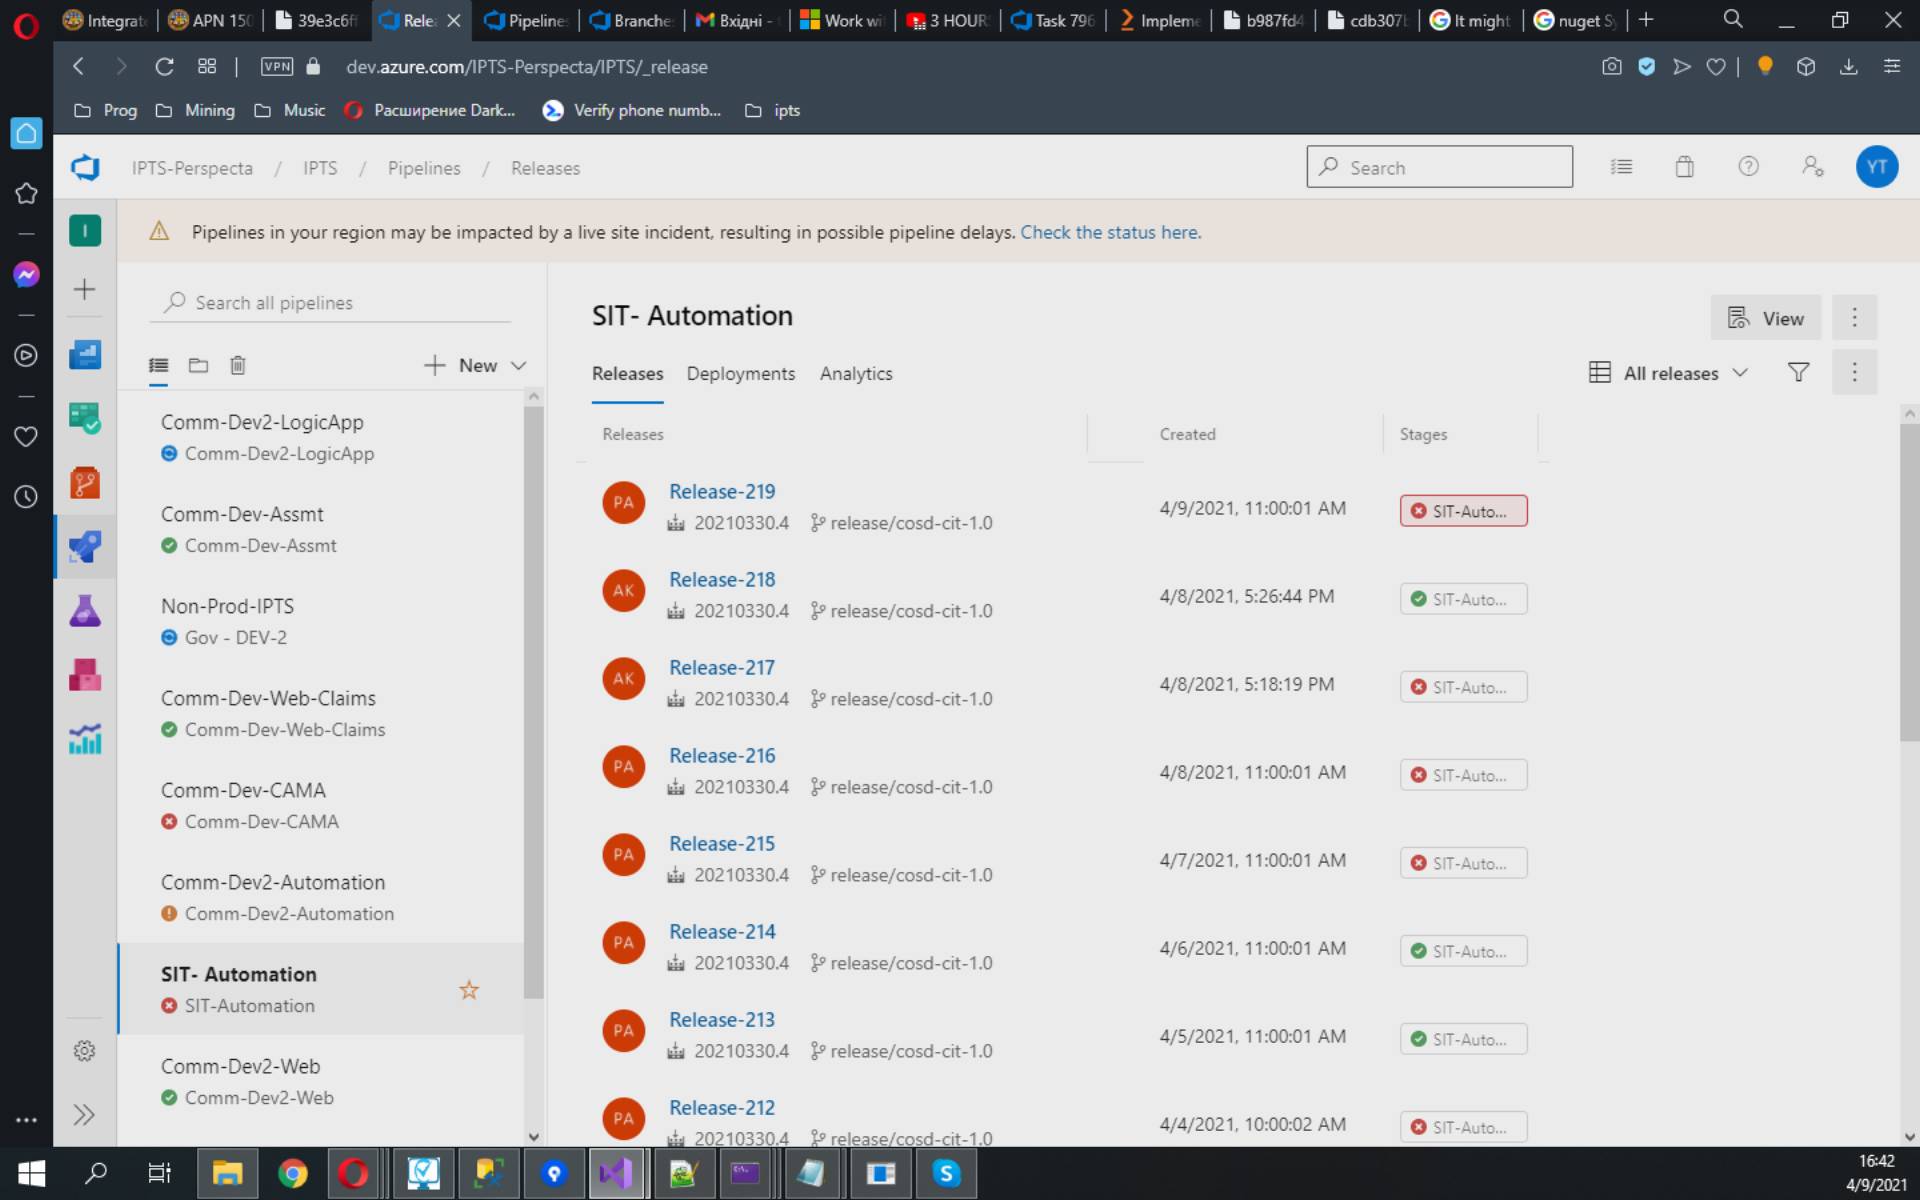 Integrat
APN 150
39e3c6ff
Rele
Pipelines
Branche
Вхідні -
Work wi
3 HOUR
Task 796
Impleme
b987fd4
cdb307b
It might
nuget Sy
VPN
dev.azure.com/IPTS-Perspecta/IPTS/_release
Prog
Mining
Music
Расширение Dark...
Verify phone numb...
ipts
IPTS-Perspecta / IPTS / Pipelines / Releases
Search
YT
I
Pipelines in your region may be impacted by a live site incident, resulting in possible pipeline delays. Check the status here.
Search all pipelines
New
Comm-Dev2-LogicApp
Comm-Dev2-LogicApp
Comm-Dev-Assmt
Comm-Dev-Assmt
Non-Prod-IPTS
Gov - DEV-2
Comm-Dev-Web-Claims
Comm-Dev-Web-Claims
Comm-Dev-CAMA
Comm-Dev-CAMA
Comm-Dev2-Automation
Comm-Dev2-Automation
SIT- Automation
SIT-Automation
Comm-Dev2-Web
Comm-Dev2-Web
SIT- Automation
View
Releases Deployments Analytics
All releases
Releases Created Stages
PA Release-219
20210330.4 release/cosd-cit-1.0 4/9/2021, 11:00:01 AM SIT-Auto...
AK Release-218
20210330.4 release/cosd-cit-1.0 4/8/2021, 5:26:44 PM SIT-Auto...
AK Release-217
20210330.4 release/cosd-cit-1.0 4/8/2021, 5:18:19 PM SIT-Auto...
PA Release-216
20210330.4 release/cosd-cit-1.0 4/8/2021, 11:00:01 AM SIT-Auto...
PA Release-215
20210330.4 release/cosd-cit-1.0 4/7/2021, 11:00:01 AM SIT-Auto...
PA Release-214
20210330.4 release/cosd-cit-1.0 4/6/2021, 11:00:01 AM SIT-Auto...
PA Release-213
20210330.4 release/cosd-cit-1.0 4/5/2021, 11:00:01 AM SIT-Auto...
PA Release-212
20210330.4 release/cosd-cit-1.0 4/4/2021, 10:00:02 AM SIT-Auto...
16:42
4/9/2021